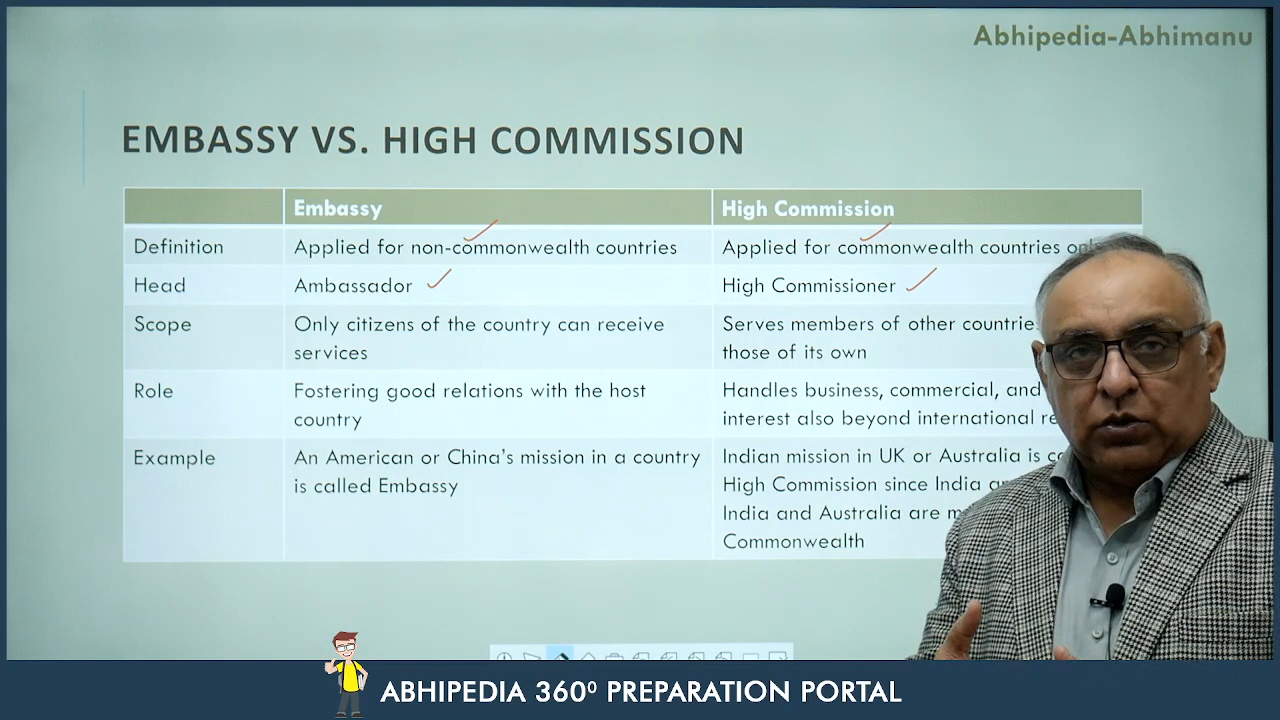 Abhipedia-Abhimanu
EMBASSY VS. HIGH COMMISSION
Embassy
High Commission
Definition
Applied for non-commonwealth countries
Applied for commonwealth countries
Head
Ambassador
High Commissioner
Scope
Only citizens of the country can receive
services
Serves members of other
those of its own
Role
Fostering good relations with the host
country
Handles business, commercial, and
interest also beyond international
Example
An American or China's mission in a country
is called Embassy
Indian mission in UK or Australia is
High Commission since India
India and Australia are
Commonwealth
ABHIPEDIA 360⁰ PREPARATION PORTAL